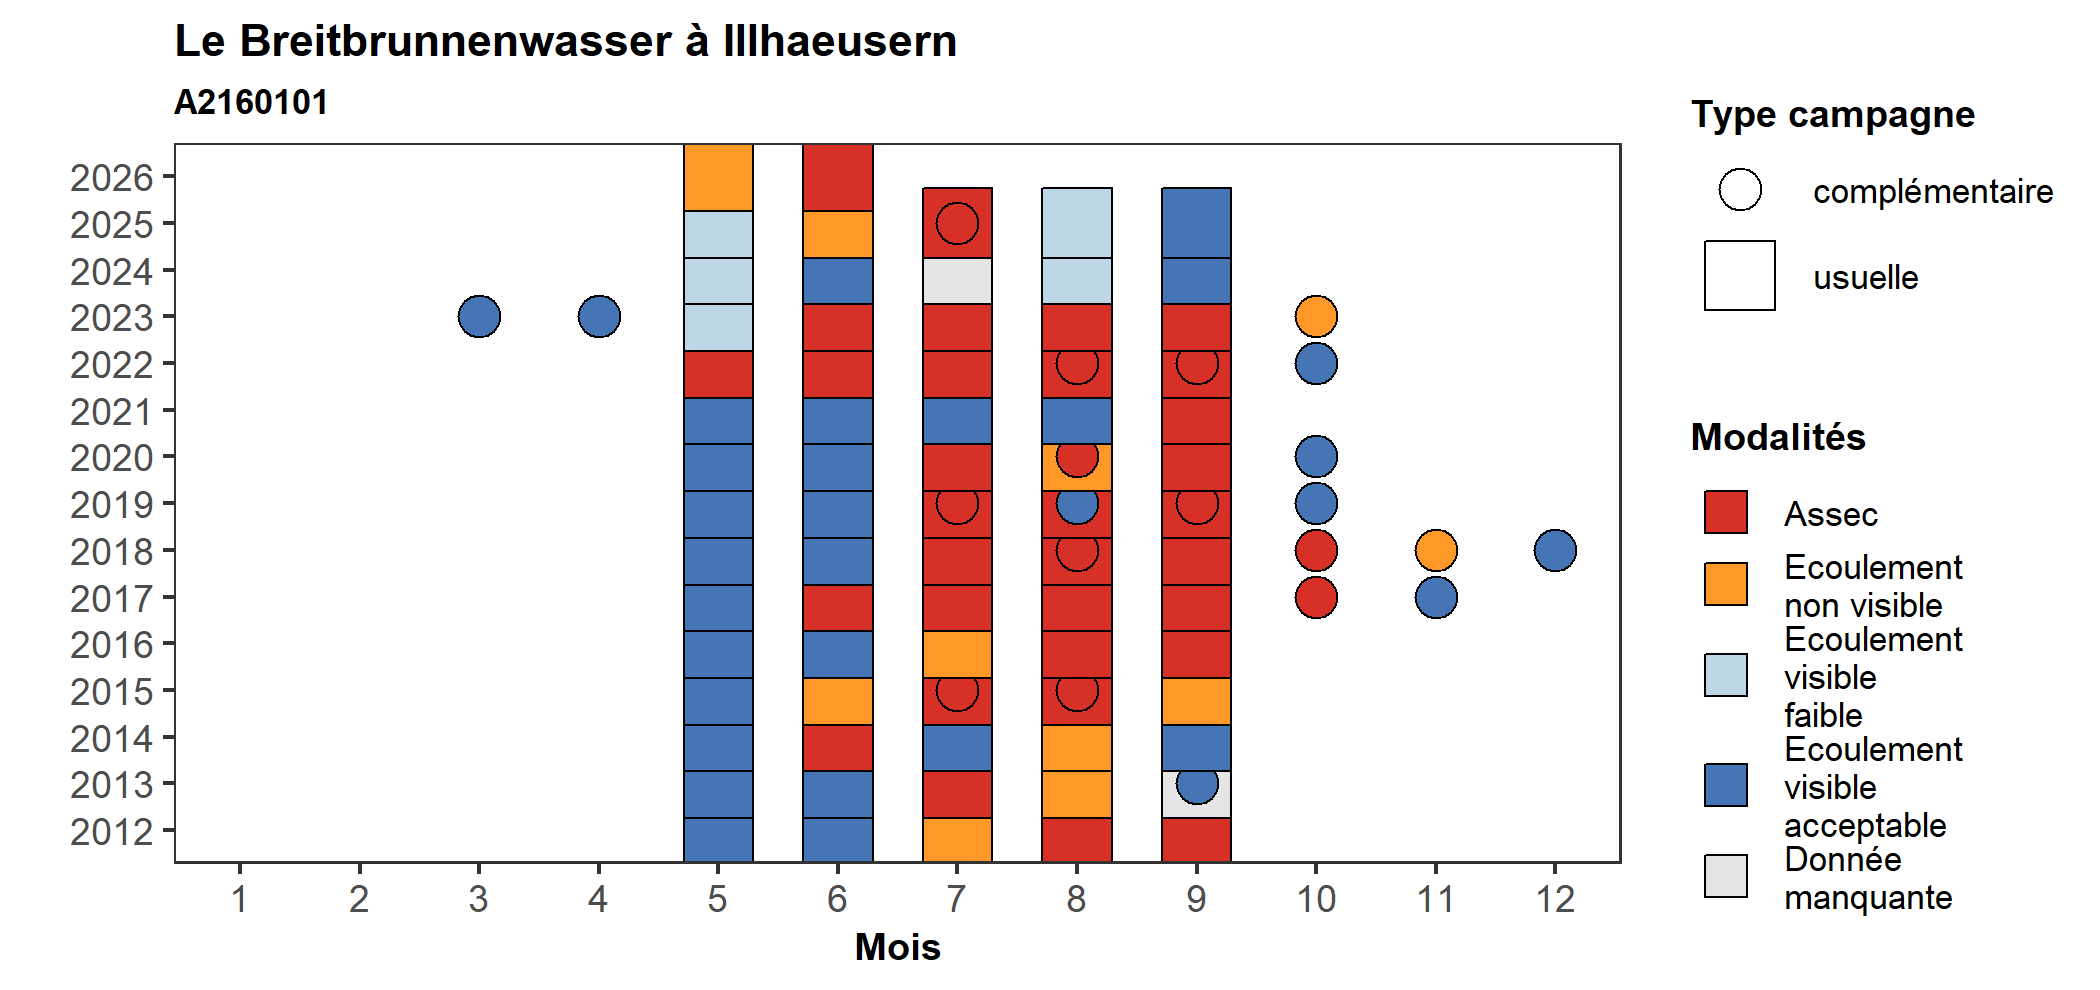 Le Breitbrunnenwasser à Illhaeusern
A2160101
2026
2025
2024
2023
2022
2021
2020
2019
2018
2017
2016
2015
2014
2013
2012
1 2 3 4 5 6 7 8 9 10 11 12
Mois
Type campagne
complémentaire
usuelle
Modalités
Assec
Ecoulement
non visible
Ecoulement
visible
faible
Ecoulement
visible
acceptable
Donnée
manquante